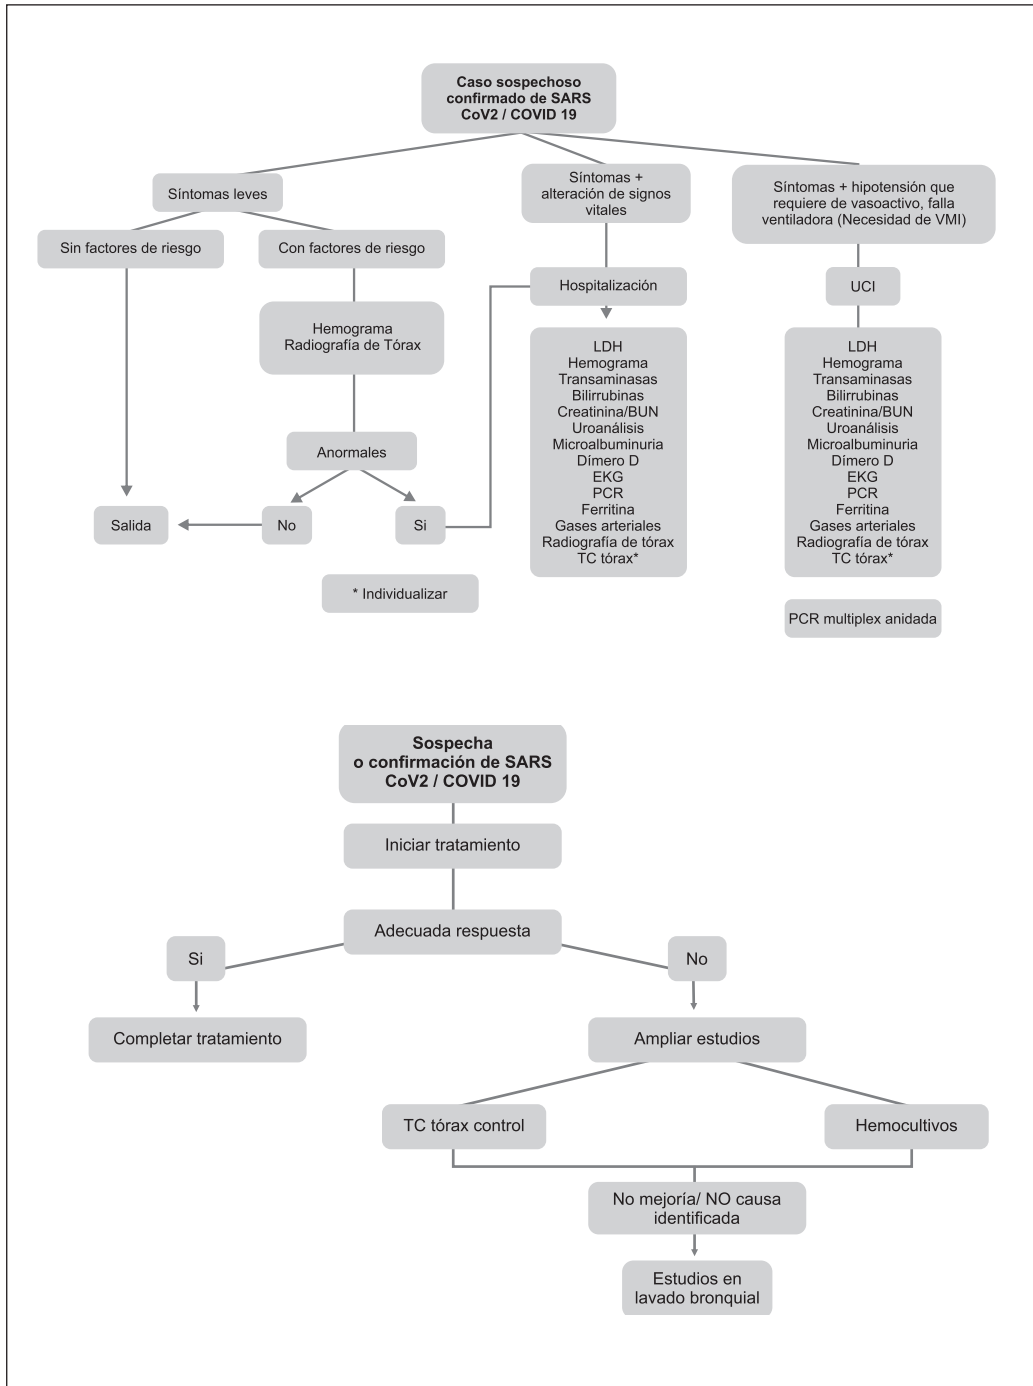 Caso sospechoso
confirmado de SARS
CoV2 / COVID 19
Síntomas leves
Síntomas +
alteración de signos
vitales
Síntomas + hipotensión que
requiere de vasoactivo, falla
ventiladora (Necesidad de VMI)
Sin factores de riesgo
Con factores de riesgo
Hospitalización
UCI
Hemograma
Radiografía de Tórax
Anormales
Salida
No
Si
LDH
Hemograma
Transaminasas
Bilirrubinas
Creatinina/BUN
Uroanálisis
Microalbuminuria
Dímero D
EKG
PCR
Ferritina
Gases arteriales
Radiografía de tórax
TC tórax*
LDH
Hemograma
Transaminasas
Bilirrubinas
Creatinina/BUN
Uroanálisis
Microalbuminuria
Dímero D
EKG
PCR
Ferritina
Gases arteriales
Radiografía de tórax
TC tórax*
* Individualizar
PCR multiplex anidada
Sospecha
o confirmación de SARS
CoV2 / COVID 19
Iniciar tratamiento
Adecuada respuesta
Si
No
Completar tratamiento
Ampliar estudios
TC tórax control
Hemocultivos
No mejoría/ NO causa
identificada
Estudios en
lavado bronquial